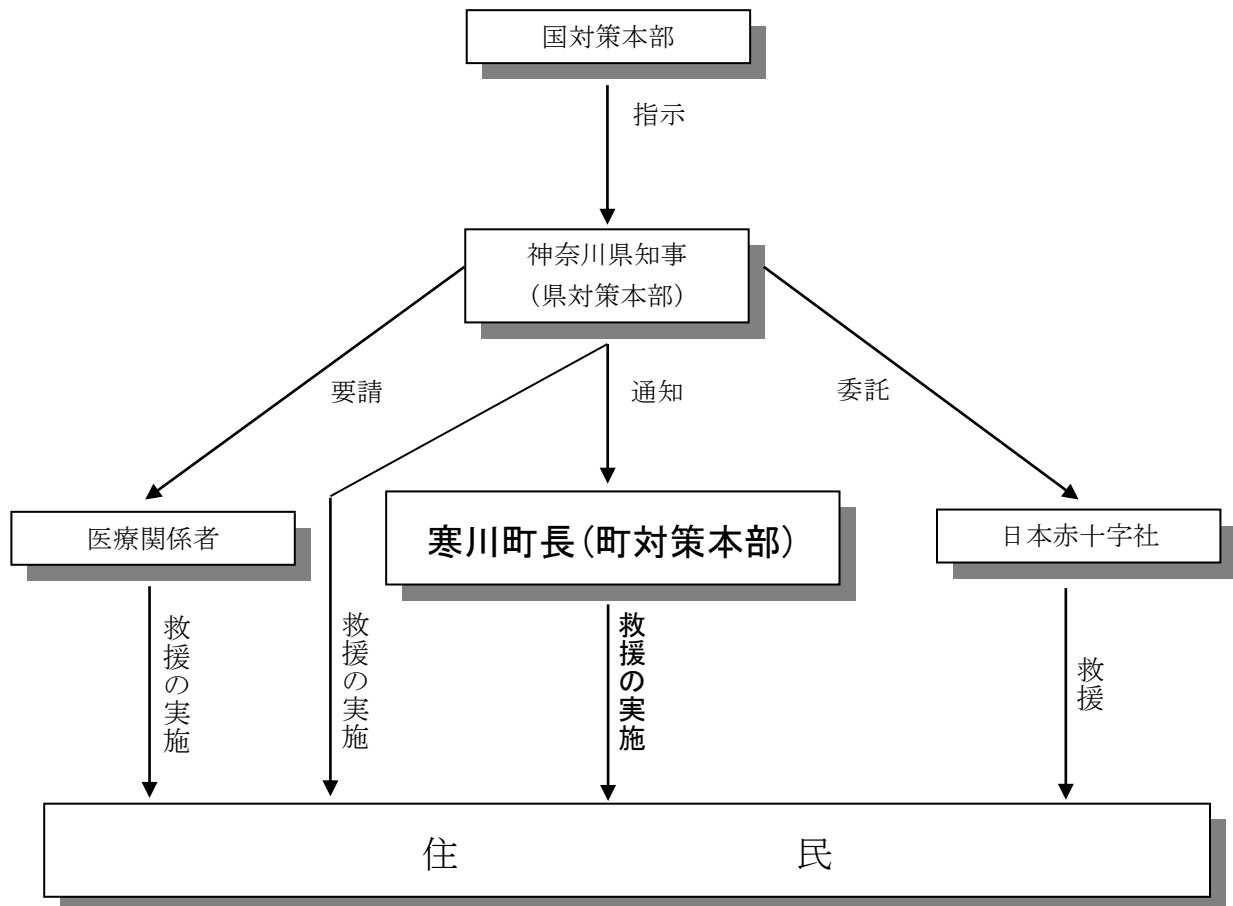 国対策本部
指示
神奈川県知事
（県対策本部）
要請
通知
委託
医療関係者
寒川町長（町対策本部）
日本赤十字社
救援の実施
救援の実施
救援の実施
救援
住民